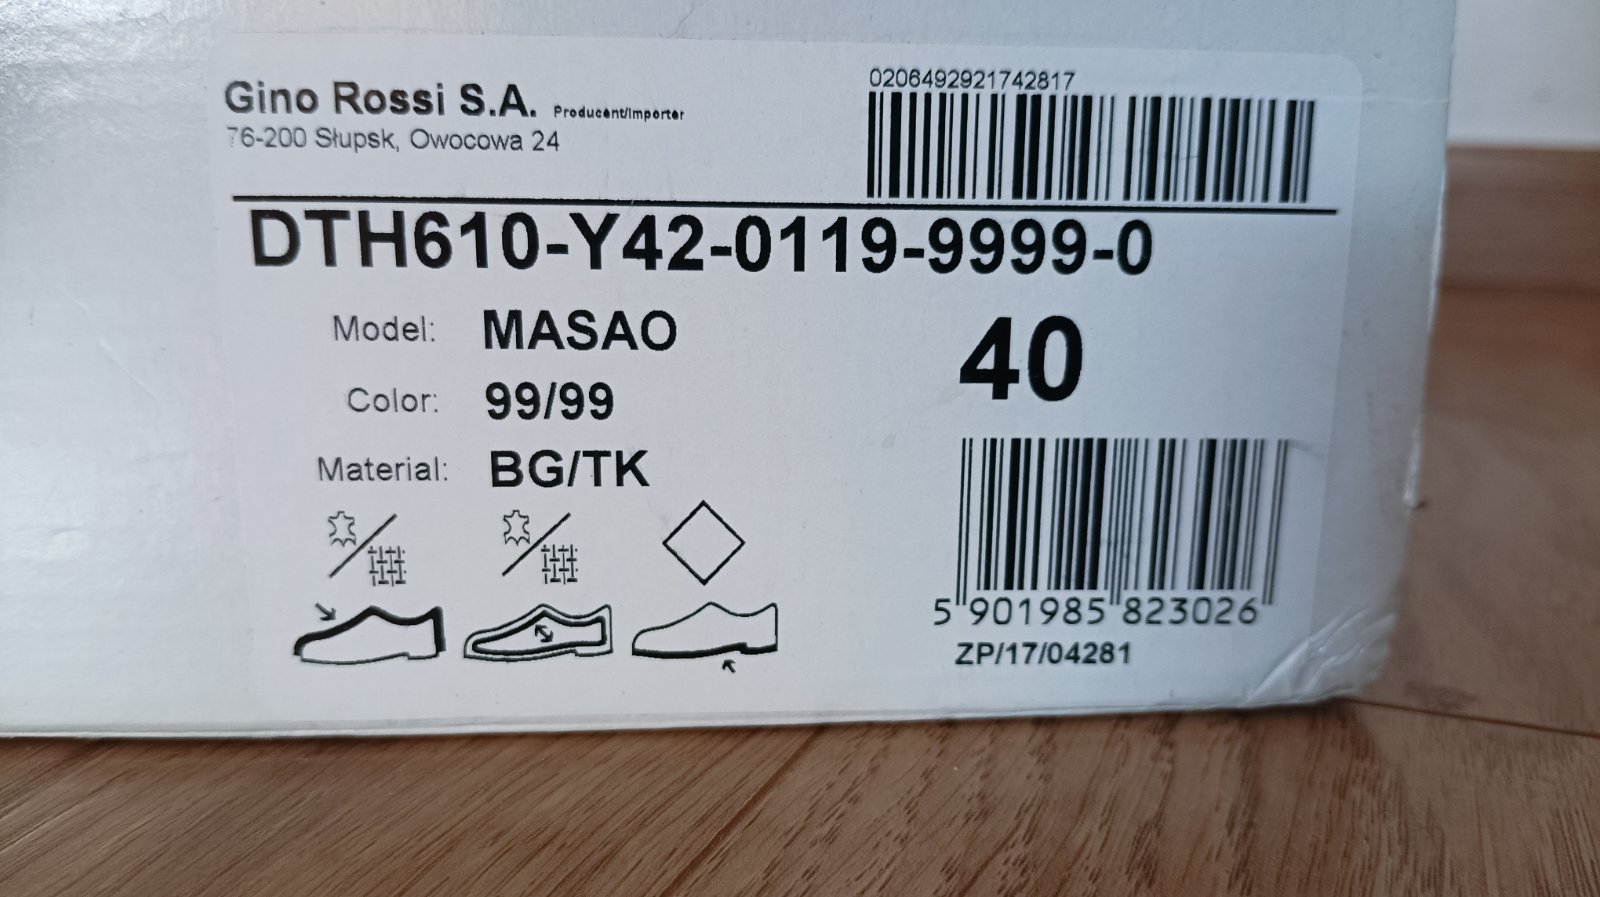 Gino Rossi S.A. Producent/Importer
76-200 Słupsk, Owocowa 24
0206492921742817
DTH610-Y42-0119-9999-0
Model: MASAO
40
Color: 99/99
Material: BG/TK
5 901985 823026
ZP/17/04281